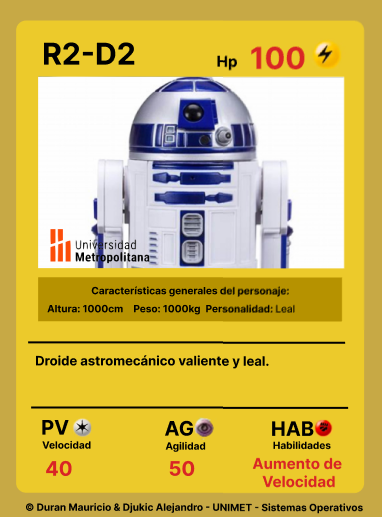 R2-D2
Hp 100
Universidad
Metropolitana
Características generales del personaje:
Altura: 1000cm Peso: 1000kg Personalidad: Leal
Droide astromecánico valiente y leal.
PV AG HAB
Velocidad Agilidad Habilidades
40 50 Aumento de
Velocidad
© Duran Mauricio & Djukic Alejandro - UNIMET - Sistemas Operativos